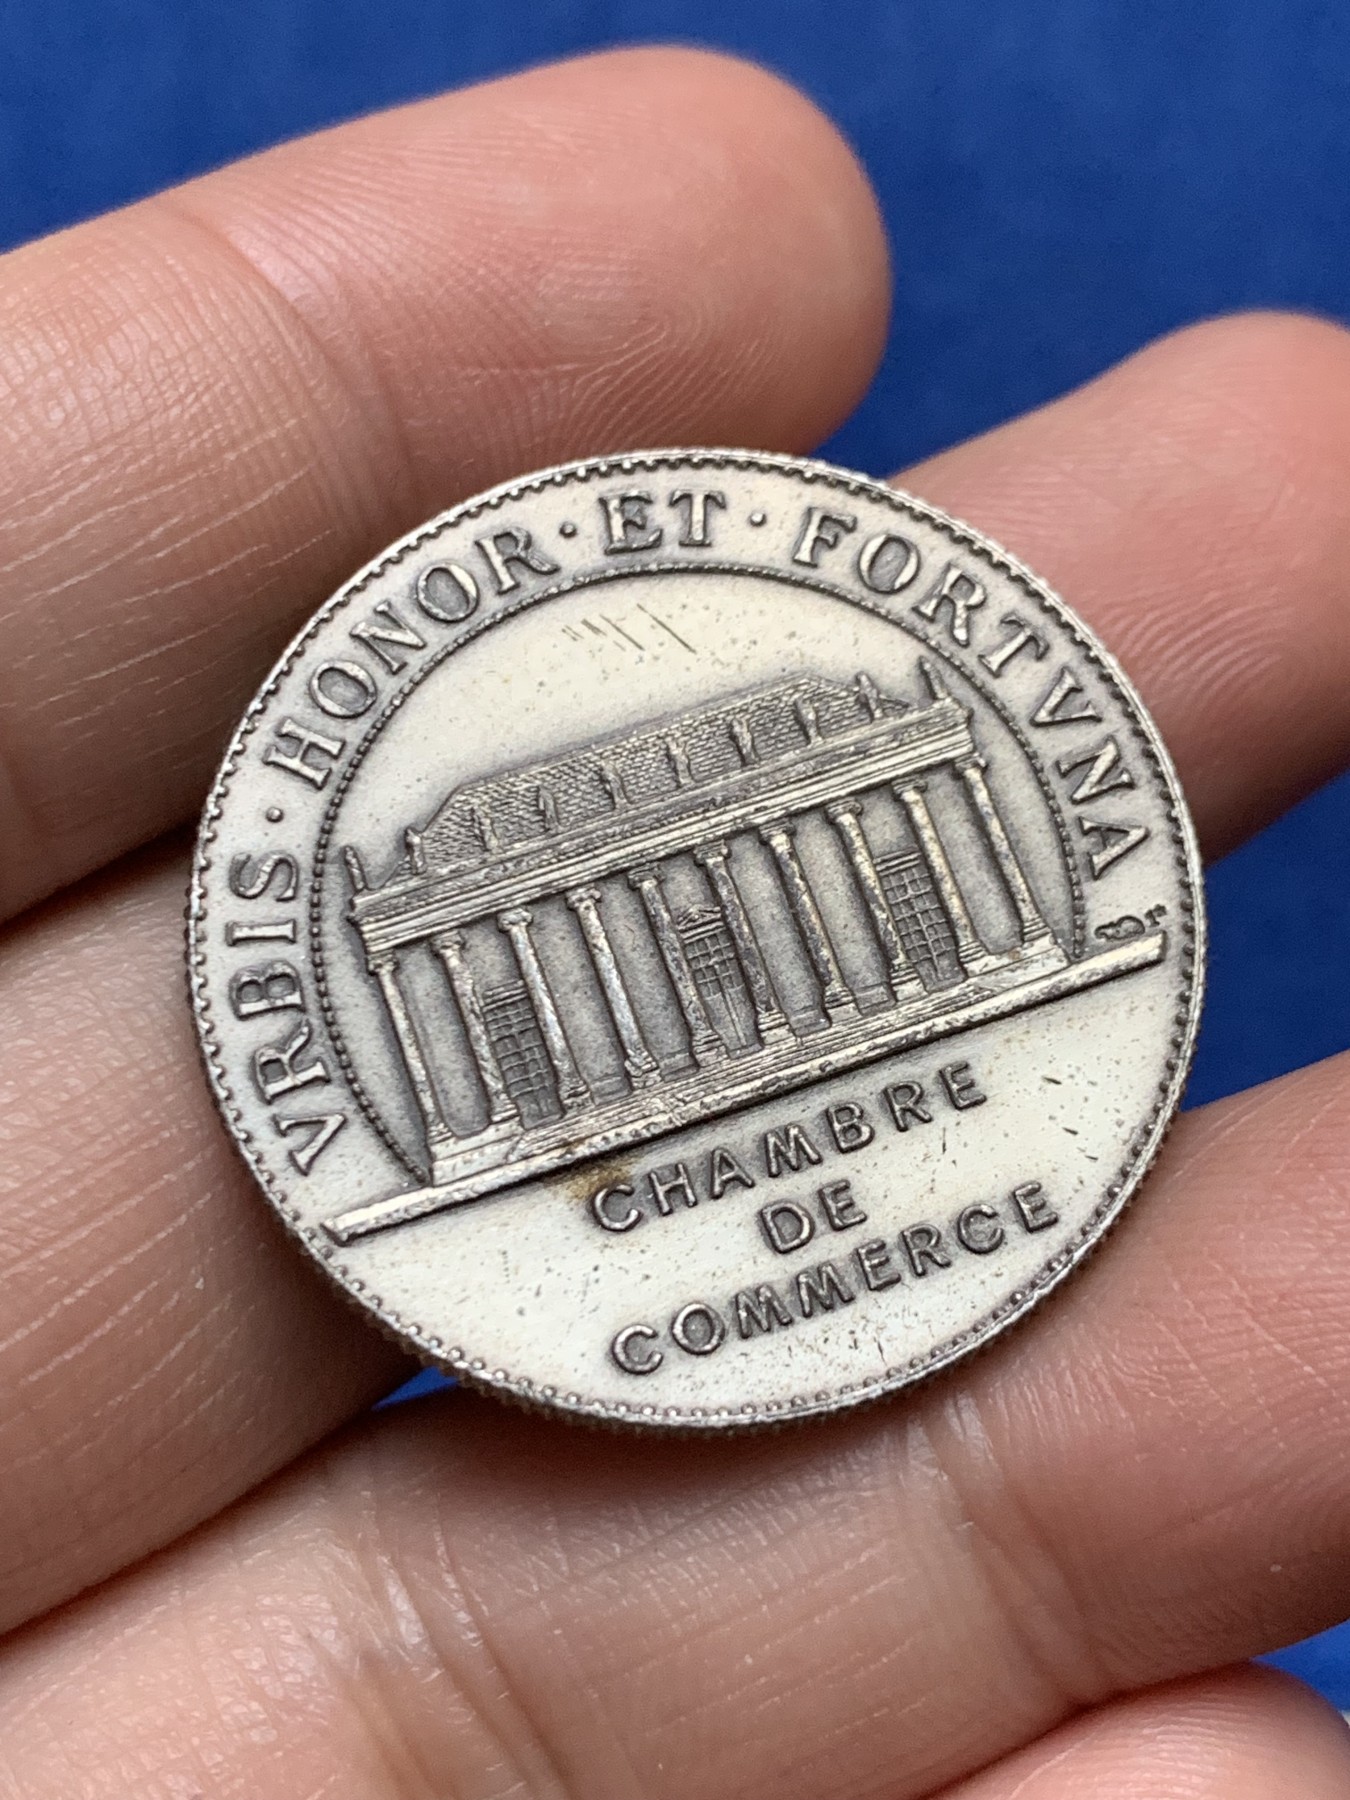 VRBIS · HONOR · ET · FORTVNA
CHAMBRE
DE
COMMERCE